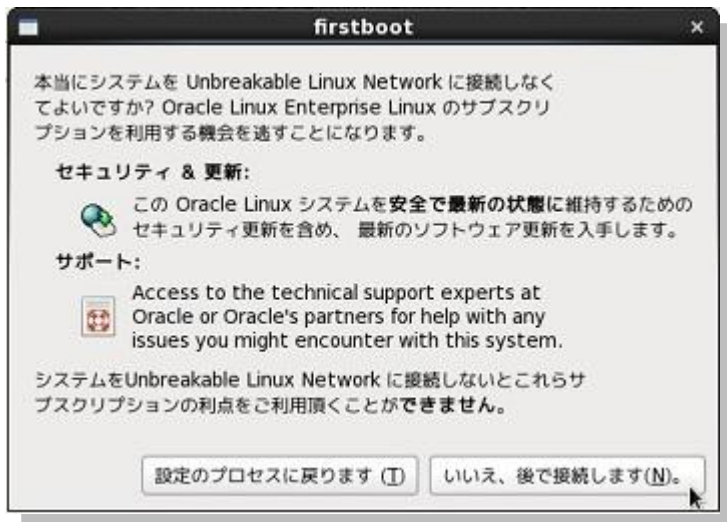 firstboot
本当にシステムを Unbreakable Linux Network に接続しなく
てよいですか? Oracle Linux Enterprise Linux のサブスクリ
プションを利用する機会を逃すことになります。
セキュリティ & 更新:
この Oracle Linux システムを安全で最新の状態に維持するための
セキュリティ更新を含め、 最新のソフトウェア更新を入手します。
サポート:
Access to the technical support experts at
Oracle or Oracle's partners for help with any
issues you might encounter with this system.
システムをUnbreakable Linux Network に接続しないとこれらサ
ブスクリプションの利点をご利用頂くことができません。
設定のプロセスに戻ります (T)
いいえ、後で接続します(N)。